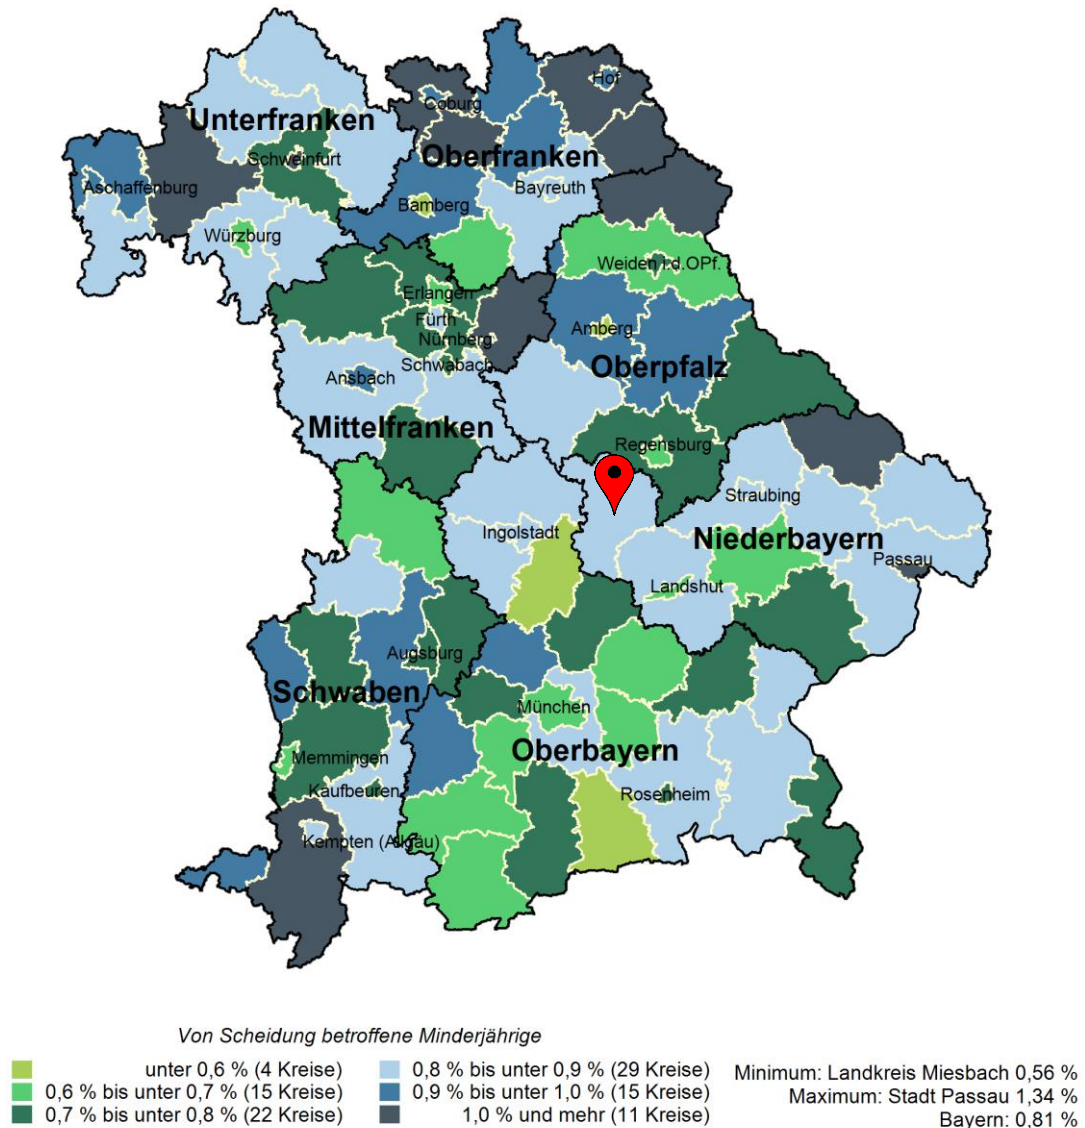 Hof
Coburg
Unterfranken
Oberfranken
Schweinfurt
Aschaffenburg
Bayreuth
Bamberg
Würzburg
Weiden i.d.OPf.
Erlangen
Fürth
Amberg
Nürnberg
Schwabach
Oberpfalz
Ansbach
Mittelfranken
Regensburg
Straubing
Ingolstadt
Niederbayern
Passau
Landshut
Augsburg
Schwaben
München
Oberbayern
Memmingen
Kaufbeuren
Rosenheim
Kempten (Allgäu)
Von Scheidung betroffene Minderjährige
unter 0,6 % (4 Kreise)
0,6 % bis unter 0,7 % (15 Kreise)
0,7 % bis unter 0,8 % (22 Kreise)
0,8 % bis unter 0,9 % (29 Kreise)
0,9 % bis unter 1,0 % (15 Kreise)
1,0 % und mehr (11 Kreise)
Minimum: Landkreis Miesbach 0,56 %
Maximum: Stadt Passau 1,34 %
Bayern: 0,81 %